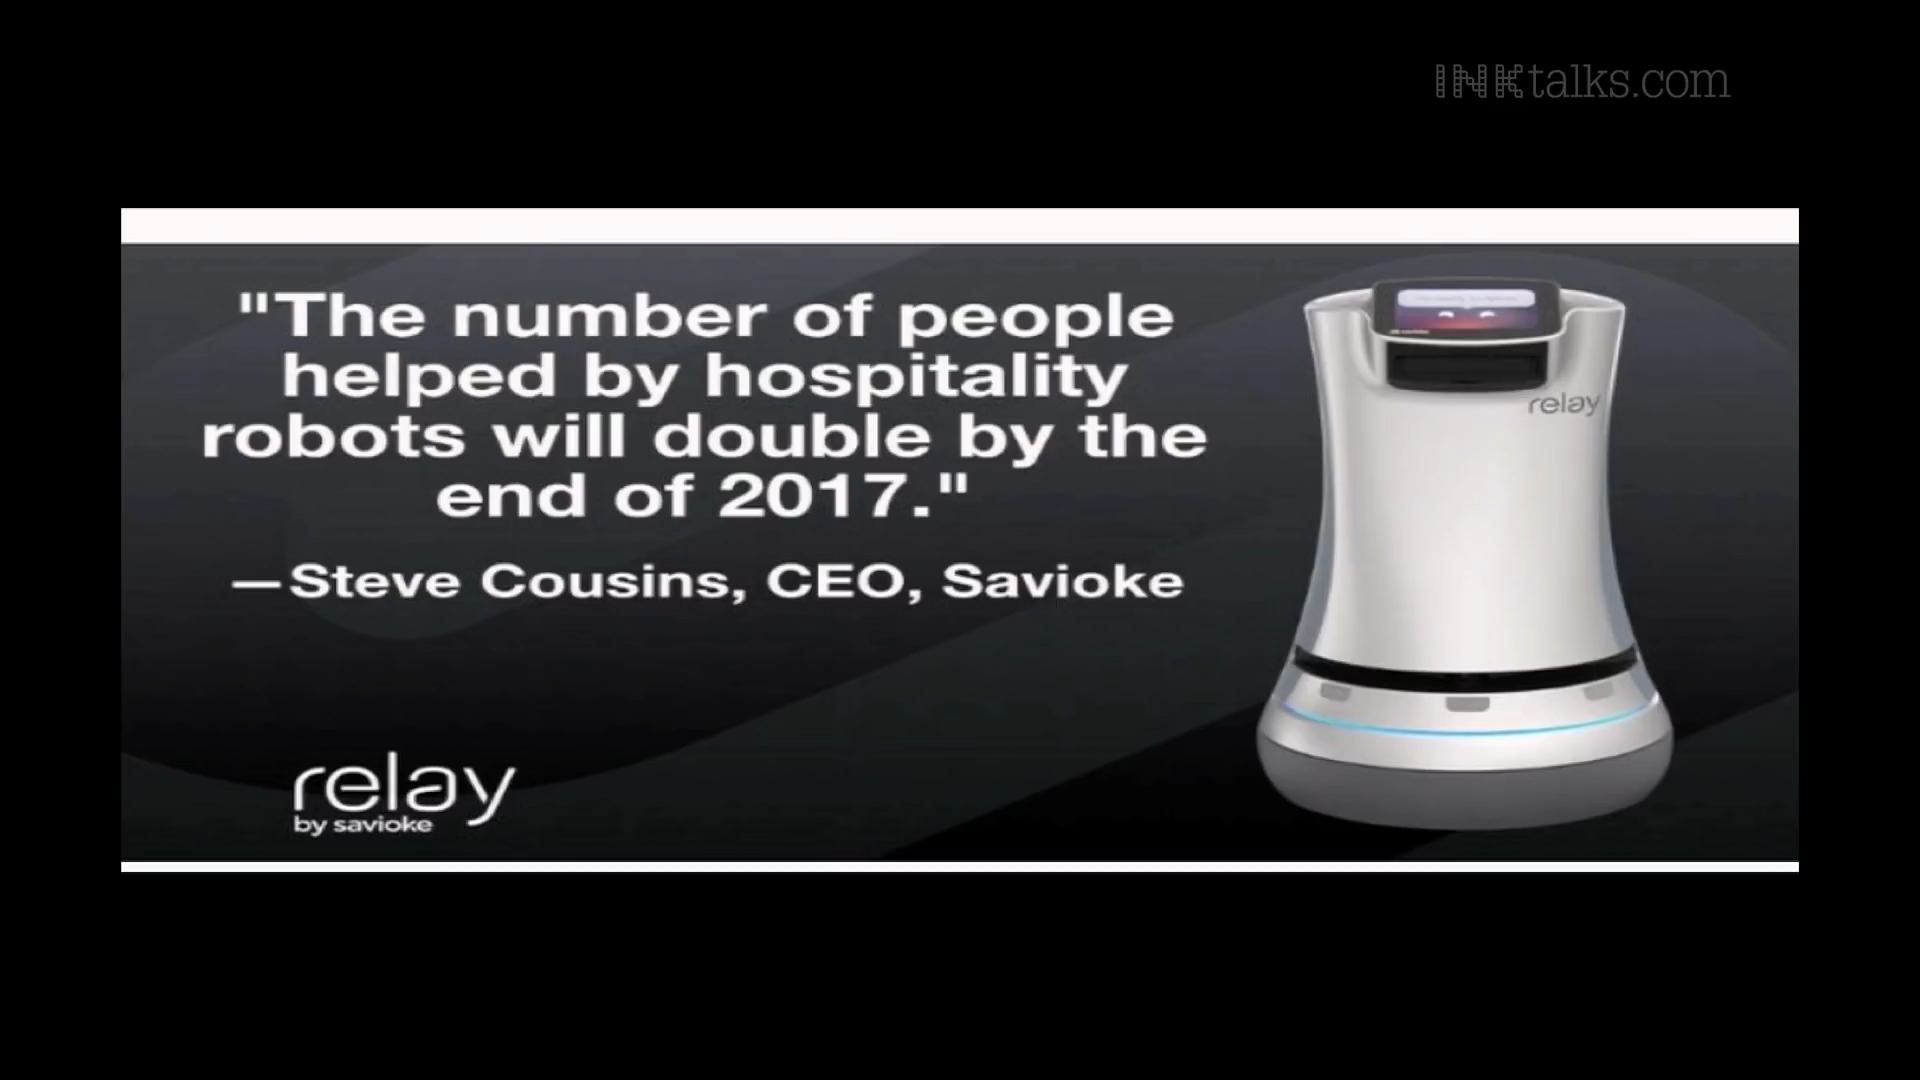 INKtalks.com
"The number of people
helped by hospitality
robots will double by the
end of 2017."
—Steve Cousins, CEO, Savioke
relay
relay
by savioke